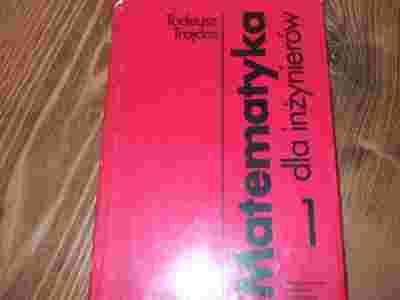 Tadeusz
Trajdos
Matematyka
dla inżynierów
1